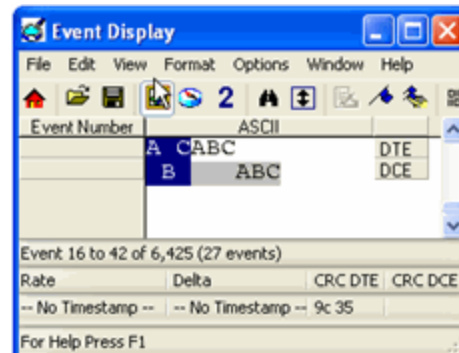 Event Display
File Edit View Format Options Window Help
2
Event Number ASCII
A CABC DTE
B ABC DCE
Event 16 to 42 of 6,425 (27 events)
Rate Delta CRC DTE CRC DCE
-- No Timestamp -- -- No Timestamp -- 9c 35
For Help Press F1